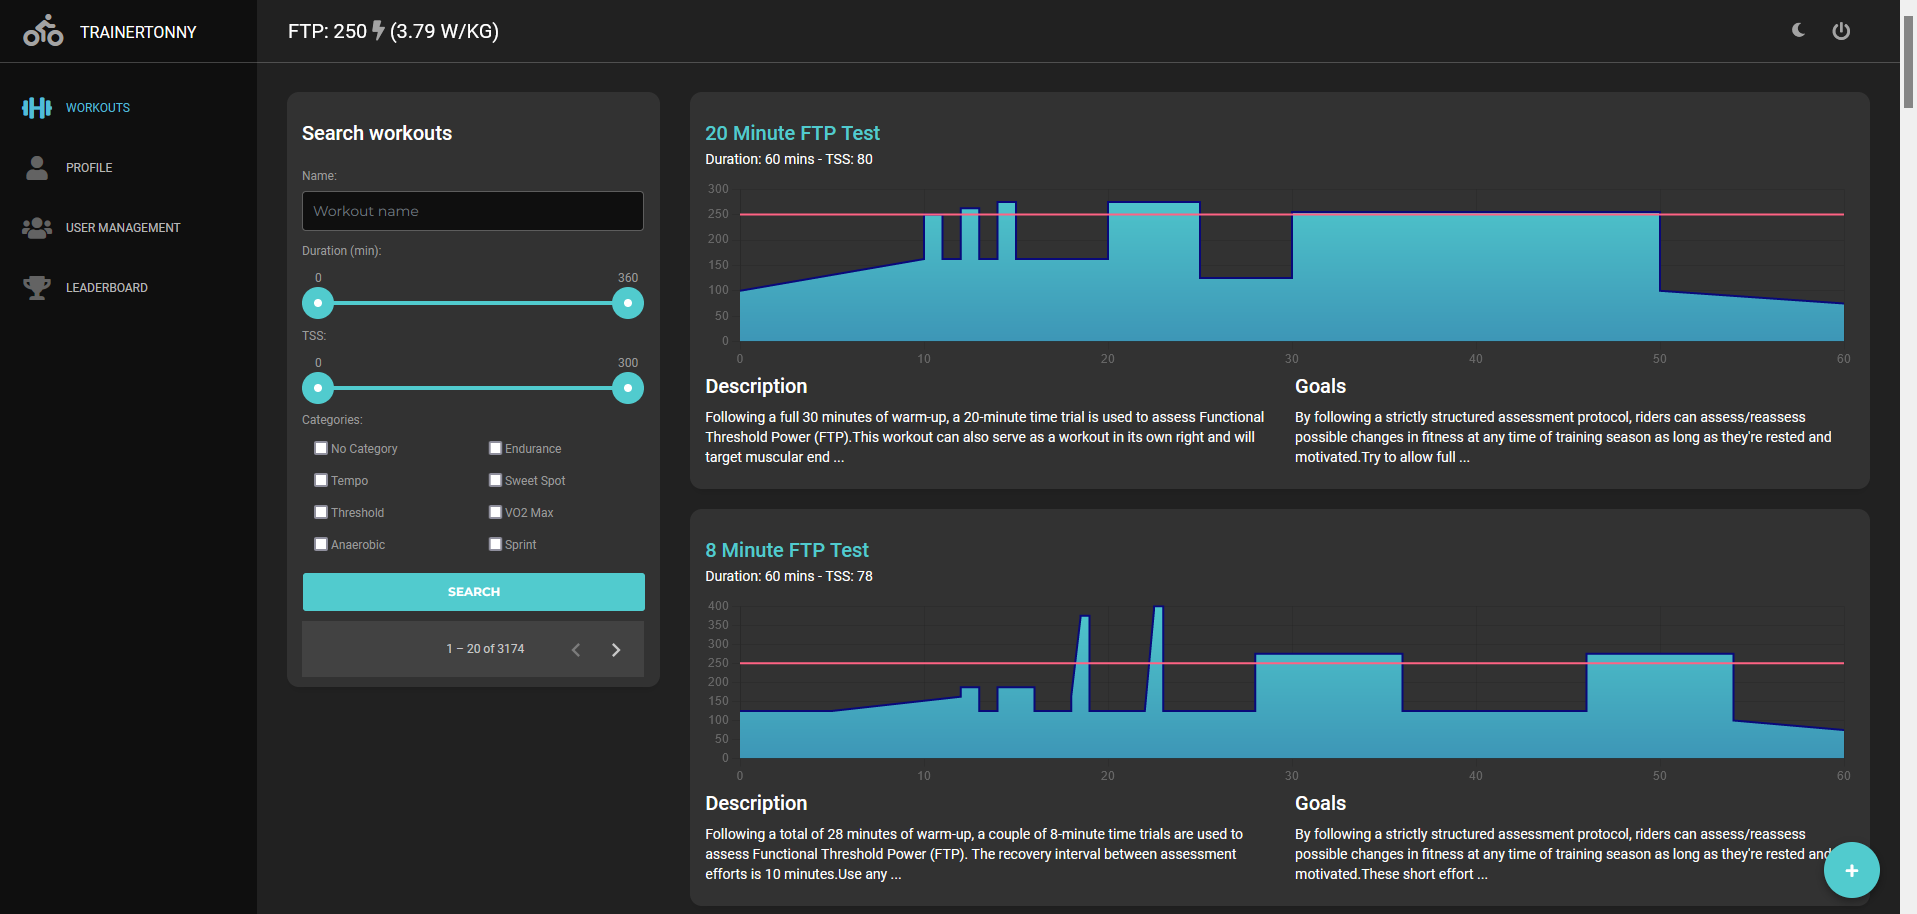 TRAINERTONNY
FTP: 250 (3.79 W/KG)
WORKOUTS
PROFILE
USER MANAGEMENT
LEADERBOARD
Search workouts
Name:
Workout name
Duration (min):
0 360
TSS:
0 300
Categories:
No Category Endurance
Tempo Sweet Spot
Threshold VO2 Max
Anaerobic Sprint
SEARCH
1 – 20 of 3174
20 Minute FTP Test
Duration: 60 mins - TSS: 80
300
250
200
150
100
50
0
0 10 20 30 40 50 60
Description
Following a full 30 minutes of warm-up, a 20-minute time trial is used to assess Functional
Threshold Power (FTP).This workout can also serve as a workout in its own right and will
target muscular end ...
Goals
By following a strictly structured assessment protocol, riders can assess/reassess
possible changes in fitness at any time of training season as long as they're rested and
motivated.Try to allow full ...
8 Minute FTP Test
Duration: 60 mins - TSS: 78
400
350
300
250
200
150
100
50
0
0 10 20 30 40 50 60
Description
Following a total of 28 minutes of warm-up, a couple of 8-minute time trials are used to
assess Functional Threshold Power (FTP). The recovery interval between assessment
efforts is 10 minutes.Use any ...
Goals
By following a strictly structured assessment protocol, riders can assess/reassess
possible changes in fitness at any time of training season as long as they're rested and
motivated.These short effort ...
+